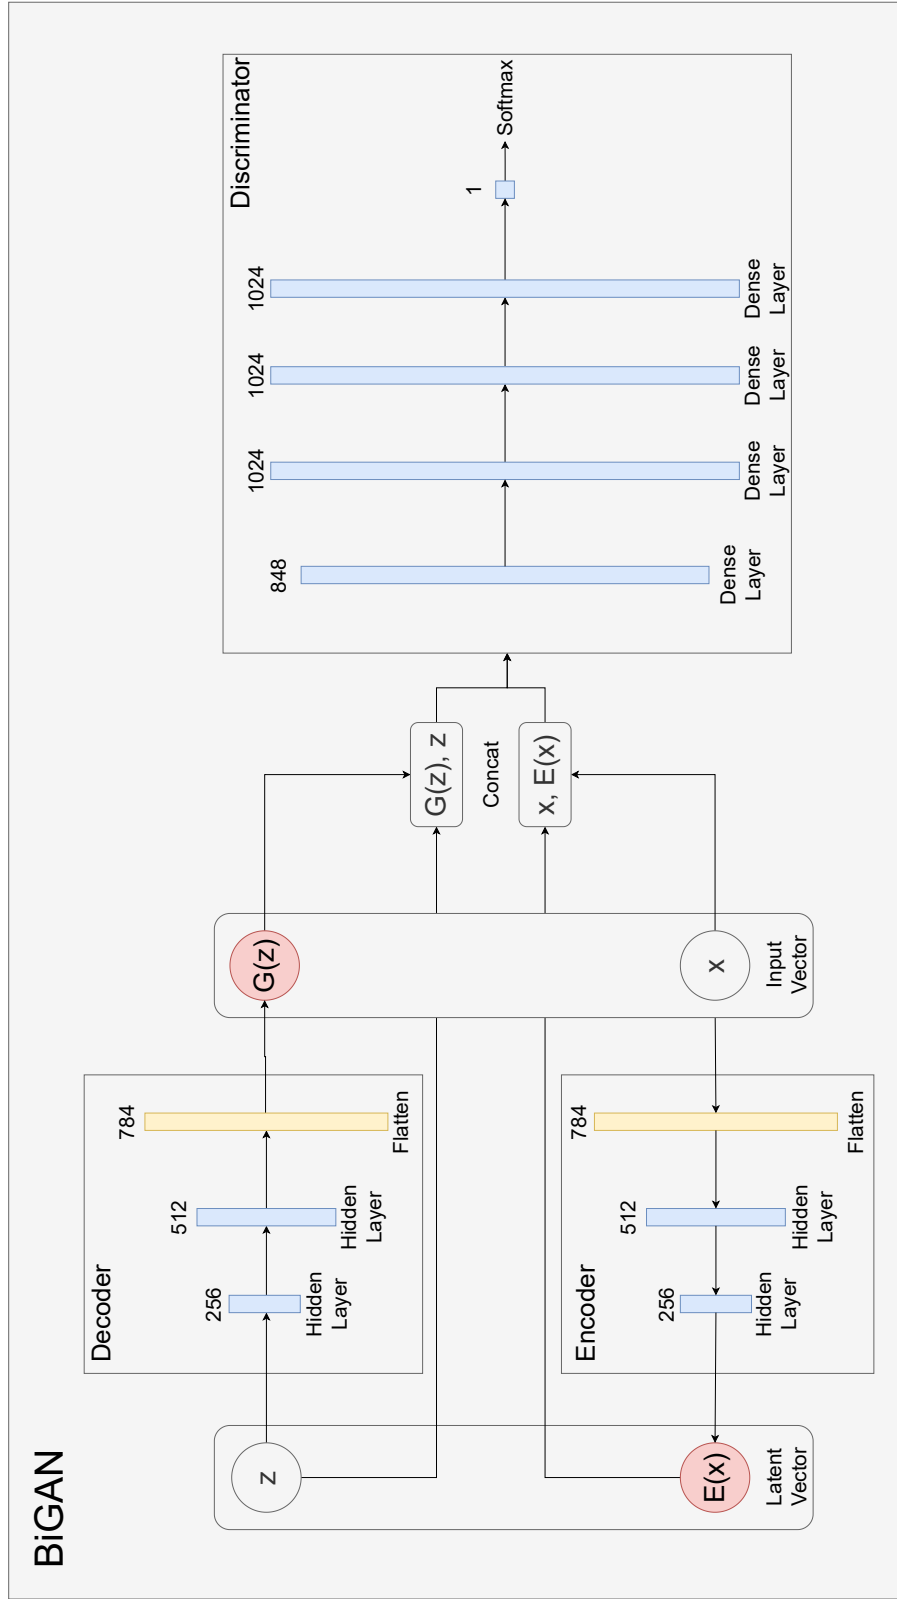 BiGAN
z
E(x)
Latent
Vector
Decoder
256
Hidden
Layer
512
Hidden
Layer
784
Flatten
Encoder
256
Hidden
Layer
512
Hidden
Layer
784
Flatten
G(z)
x
Input
Vector
G(z), z
Concat
x, E(x)
Discriminator
848
Dense
Layer
1024
Dense
Layer
1024
Dense
Layer
1024
Dense
Layer
1
Softmax